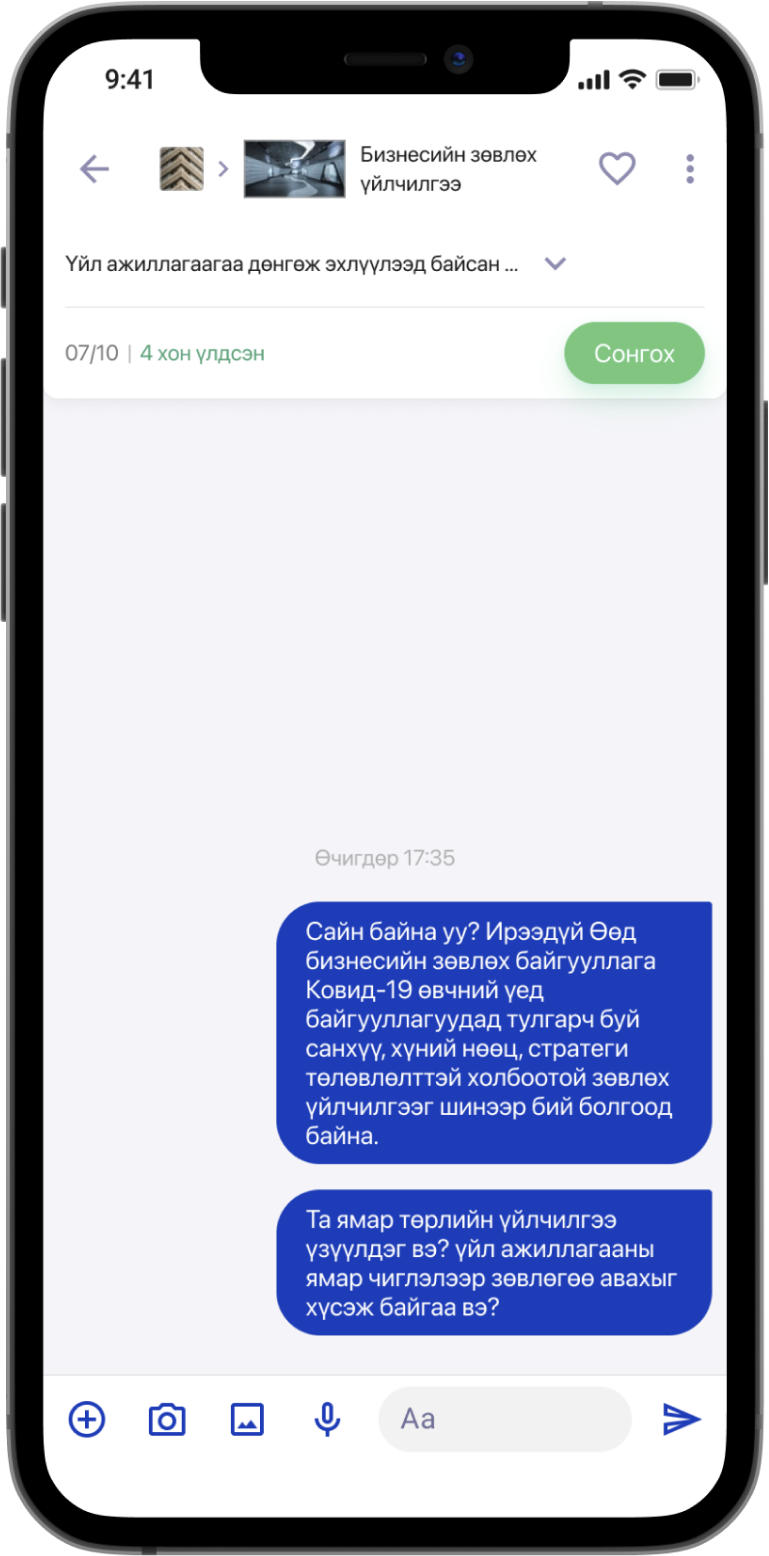 9:41
Бизнесийн зөвлөх
үйлчилгээ
Үйл ажиллагаагаа дөнгөж эхлүүлээд байсан ...
07/10 | 4 хон үлдсэн
Сонгох
Өчигдөр 17:35
Сайн байна уу? Ирээдүй Өөд
бизнесийн зөвлөх байгууллага
Ковид-19 өвчний үед
байгууллагуудад тулгарч буй
санхүү, хүний нөөц, стратеги
төлөвлөлттэй холбоотой зөвлөх
үйлчилгээг шинээр бий болгоод
байна.
Та ямар төрлийн үйлчилгээ
үзүүлдэг вэ? үйл ажиллагааны
ямар чиглэлээр зөвлөгөө авахыг
хүсэж байгаа вэ?
Aa